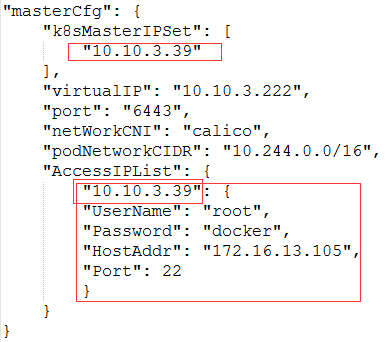 "masterCfg": {
"k8sMasterIPSet": [
"10.10.3.39"
],
"virtualIP": "10.10.3.222",
"port": "6443",
"netWorkCNI": "calico",
"podNetworkCIDR": "10.244.0.0/16",
"AccessIPList": {
"10.10.3.39": {
"UserName": "root",
"Password": "docker",
"HostAddr": "172.16.13.105",
"Port": 22
}
}
}